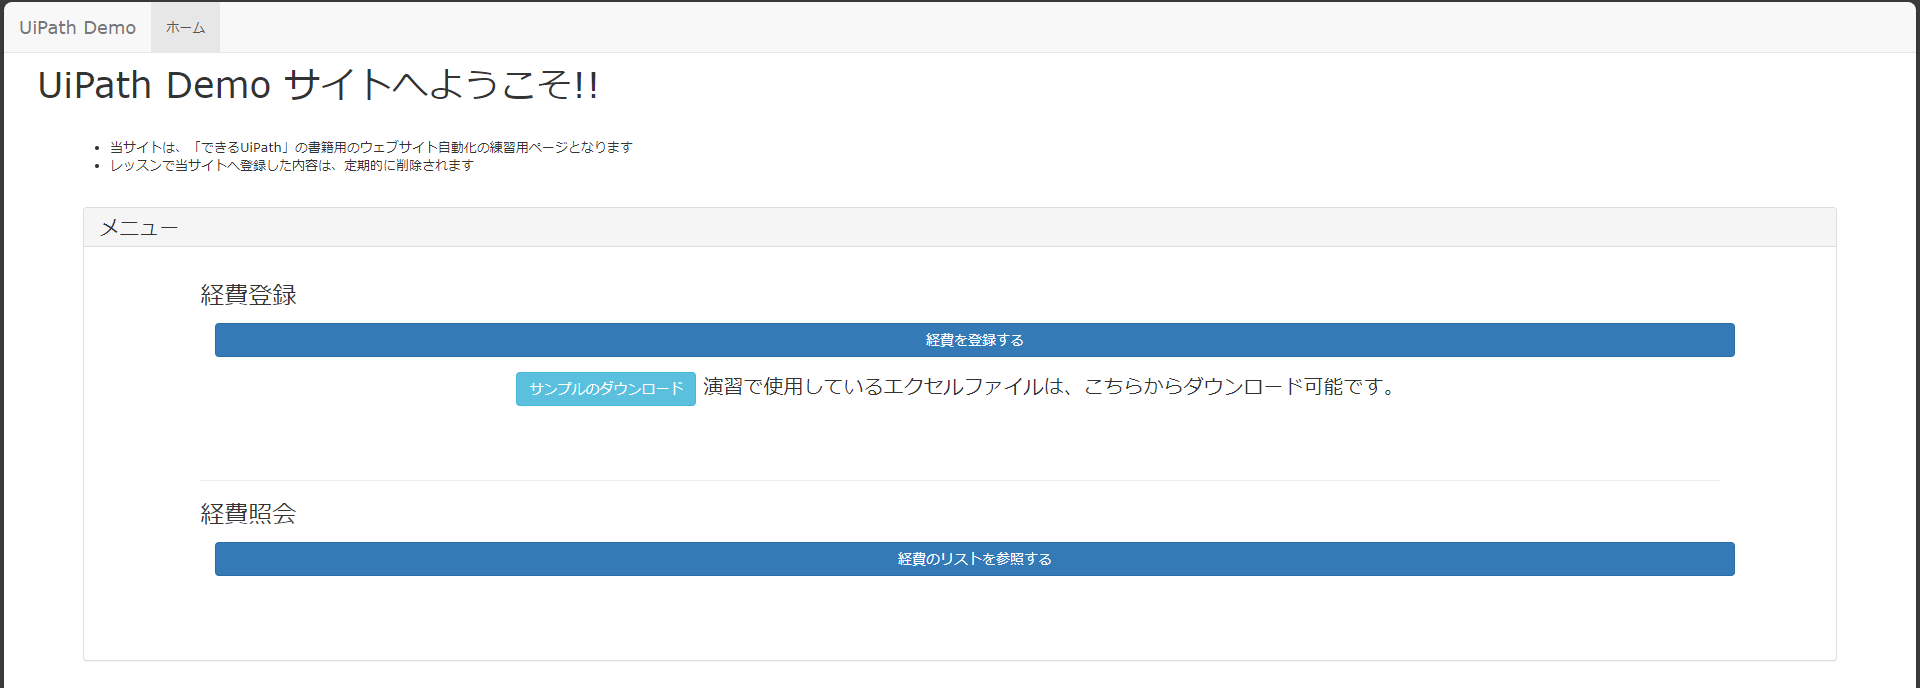 UiPath Demo ホーム
UiPath Demo サイトへようこそ!!
当サイトは、「できるUiPath」の書籍用のウェブサイト自動化の練習用ページとなります
レッスンで当サイトへ登録した内容は、定期的に削除されます
メニュー
経費登録
経費を登録する
サンプルのダウンロード 演習で使用しているエクセルファイルは、こちらからダウンロード可能です。
経費照会
経費のリストを参照する